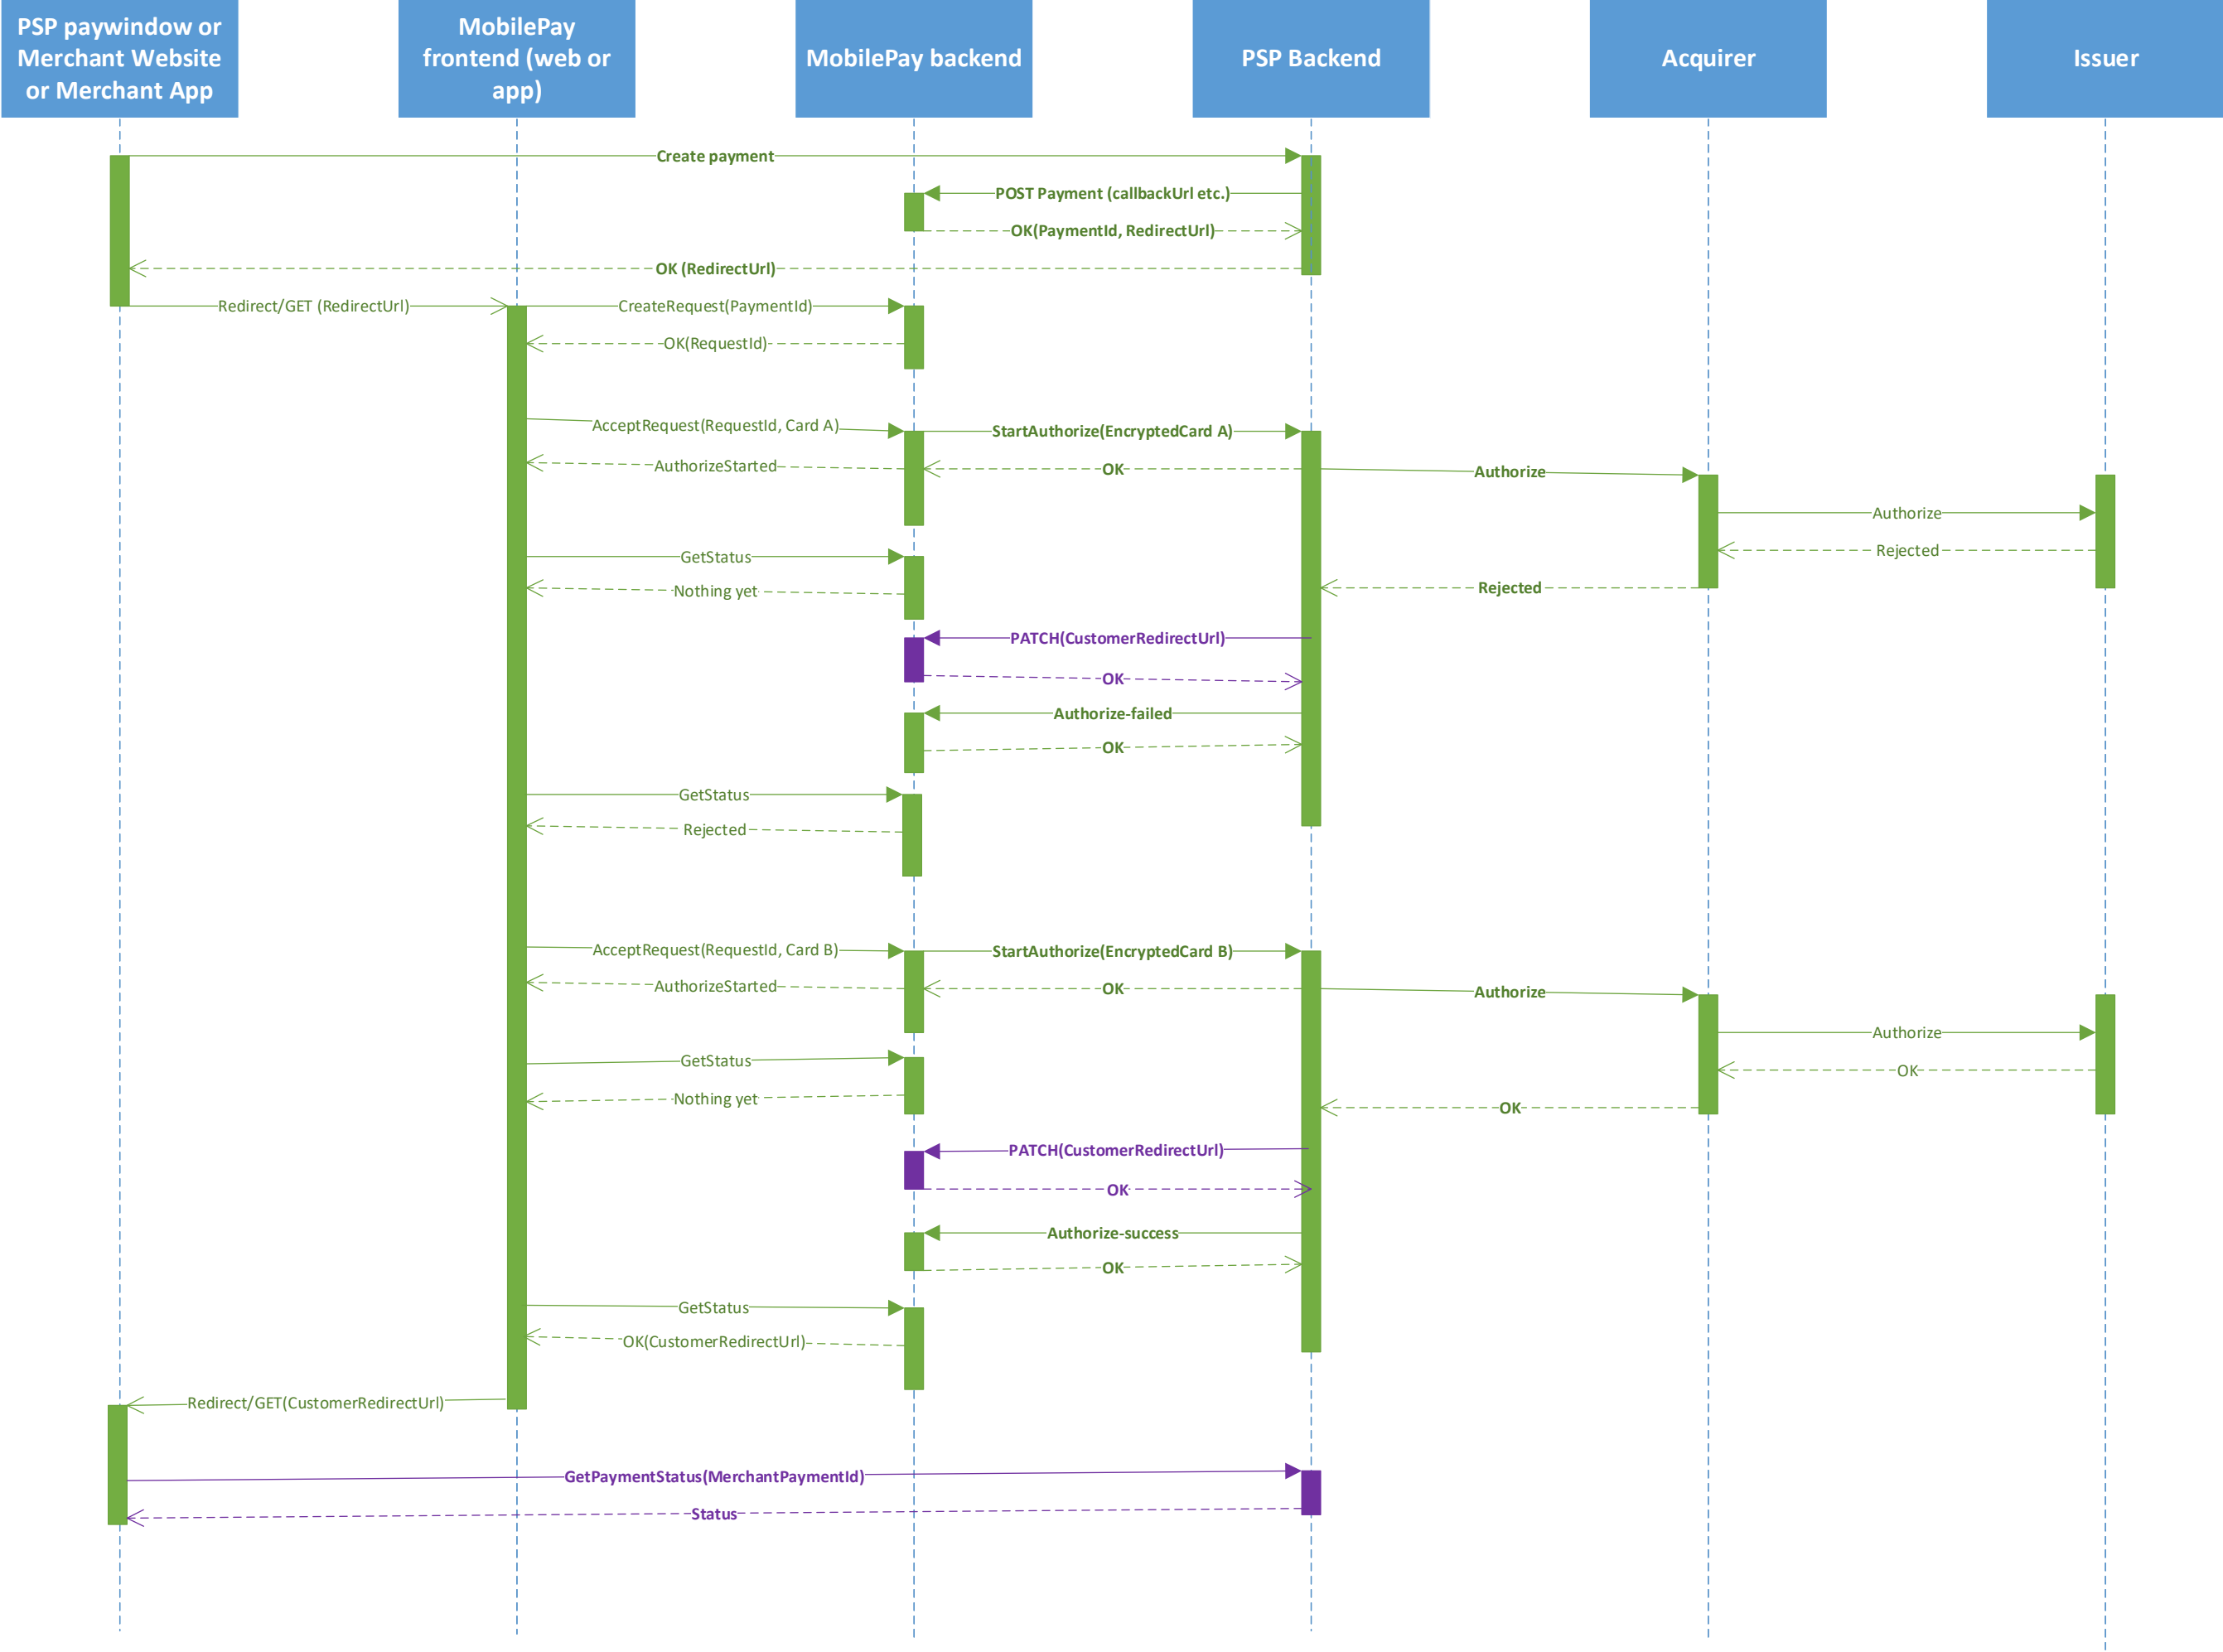 PSP paywindow or
Merchant Website
or Merchant App
MobilePay
frontend (web or
app)
MobilePay backend
PSP Backend
Acquirer
Issuer
Create payment
POST Payment (callbackUrl etc.)
OK(PaymentId, RedirectUrl)
OK (RedirectUrl)
Redirect/GET (RedirectUrl)
CreateRequest(PaymentId)
OK(RequestId)
AcceptRequest(RequestId, Card A)
StartAuthorize(EncryptedCard A)
AuthorizeStarted
OK
Authorize
Authorize
Rejected
GetStatus
Nothing yet
Rejected
PATCH(CustomerRedirectUrl)
OK
Authorize-failed
OK
GetStatus
Rejected
AcceptRequest(RequestId, Card B)
StartAuthorize(EncryptedCard B)
AuthorizeStarted
OK
Authorize
Authorize
GetStatus
OK
Nothing yet
OK
PATCH(CustomerRedirectUrl)
OK
Authorize-success
OK
GetStatus
OK(CustomerRedirectUrl)
Redirect/GET(CustomerRedirectUrl)
GetPaymentStatus(MerchantPaymentId)
Status